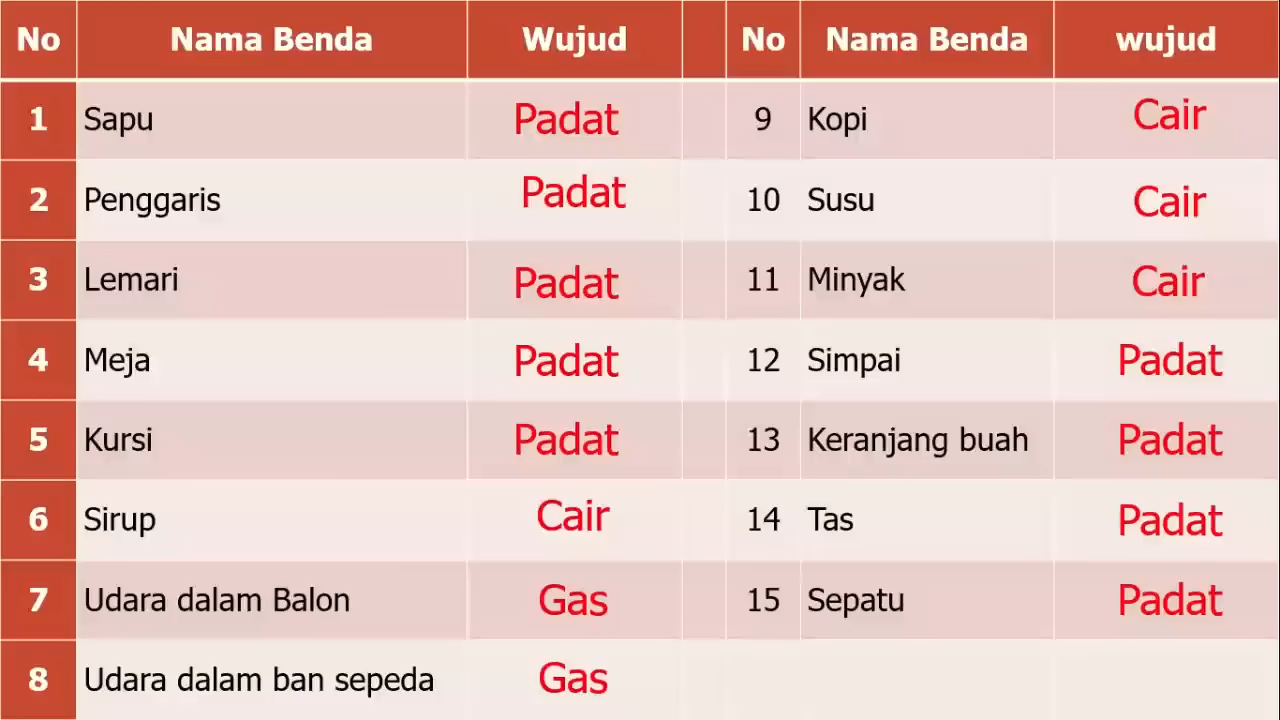 No Nama Benda Wujud No Nama Benda wujud
1 Sapu Padat 9 Kopi Cair
2 Penggaris Padat 10 Susu Cair
3 Lemari Padat 11 Minyak Cair
4 Meja Padat 12 Simpai Padat
5 Kursi Padat 13 Keranjang buah Padat
6 Sirup Cair 14 Tas Padat
7 Udara dalam Balon Gas 15 Sepatu Padat
8 Udara dalam ban sepeda Gas